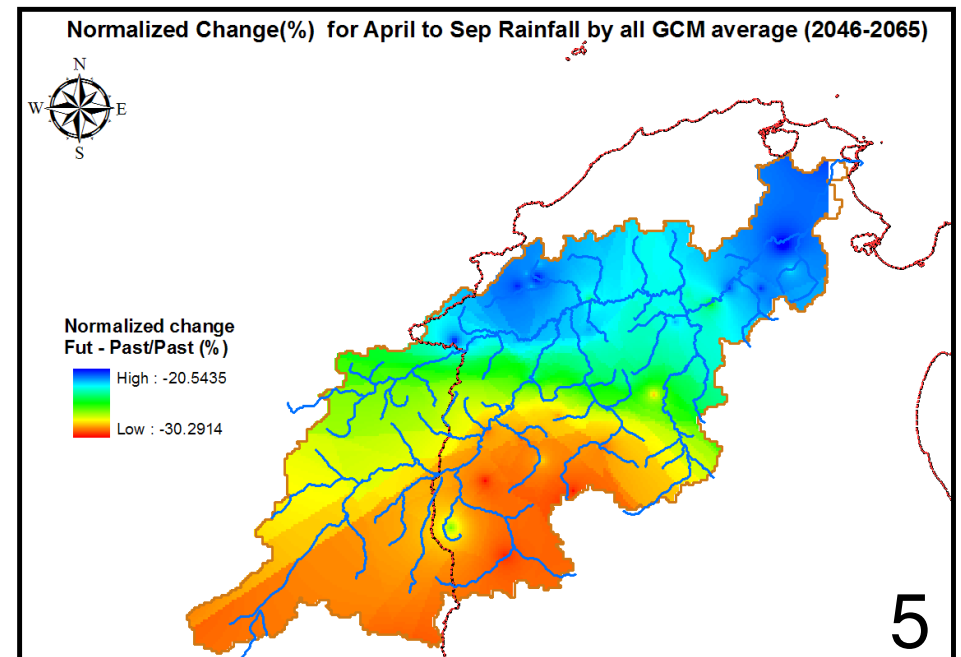 Normalized Change(%) for April to Sep Rainfall by all GCM average (2046-2065)
N
W E
S
Normalized change
Fut - Past/Past (%)
High : -20.5435
Low : -30.2914
5